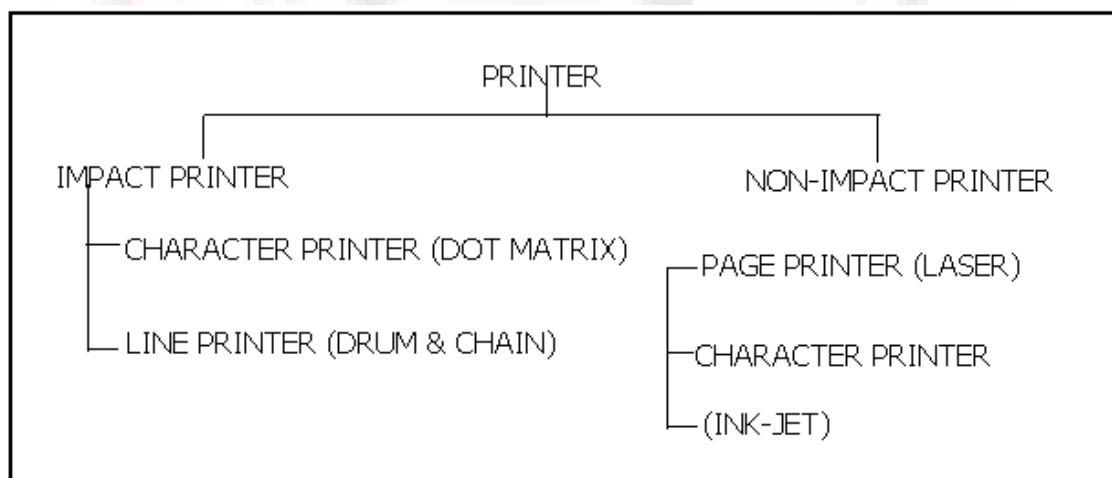 PRINTER
IMPACT PRINTER
NON-IMPACT PRINTER
CHARACTER PRINTER (DOT MATRIX)
LINE PRINTER (DRUM & CHAIN)
PAGE PRINTER (LASER)
CHARACTER PRINTER
(INK-JET)